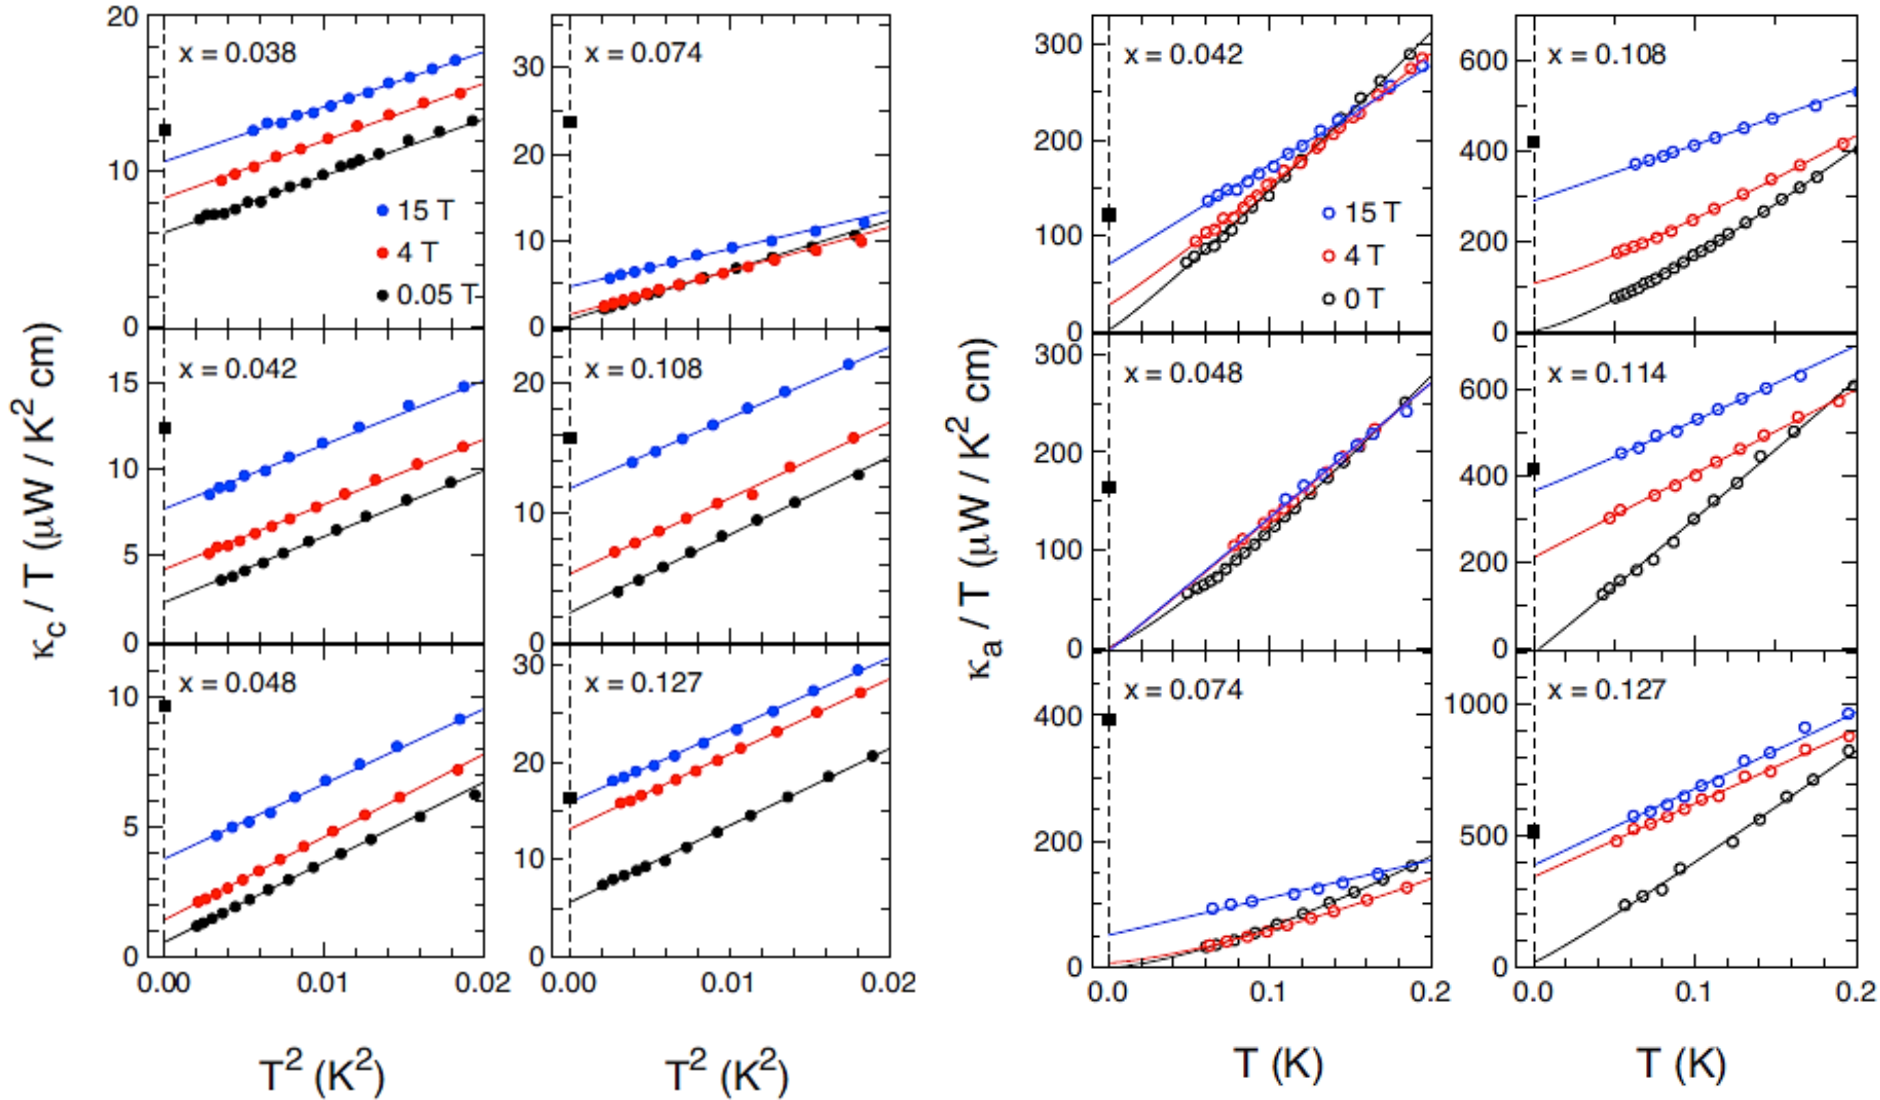 κc / T (μW / K² cm)
20
10
0
x = 0.038
15 T
4 T
0.05 T
15
10
5
0
x = 0.042
10
5
0
x = 0.048
0.00
0.01
0.02
T² (K²)
30
20
10
0
x = 0.074
20
10
0
x = 0.108
30
20
10
0
x = 0.127
0.00
0.01
0.02
T² (K²)
κa / T (μW / K² cm)
300
200
100
0
x = 0.042
15 T
4 T
0 T
300
200
100
0
x = 0.048
400
200
0
x = 0.074
0.0
0.1
0.2
T (K)
600
400
200
0
x = 0.108
600
400
200
0
x = 0.114
1000
500
0
x = 0.127
0.0
0.1
0.2
T (K)